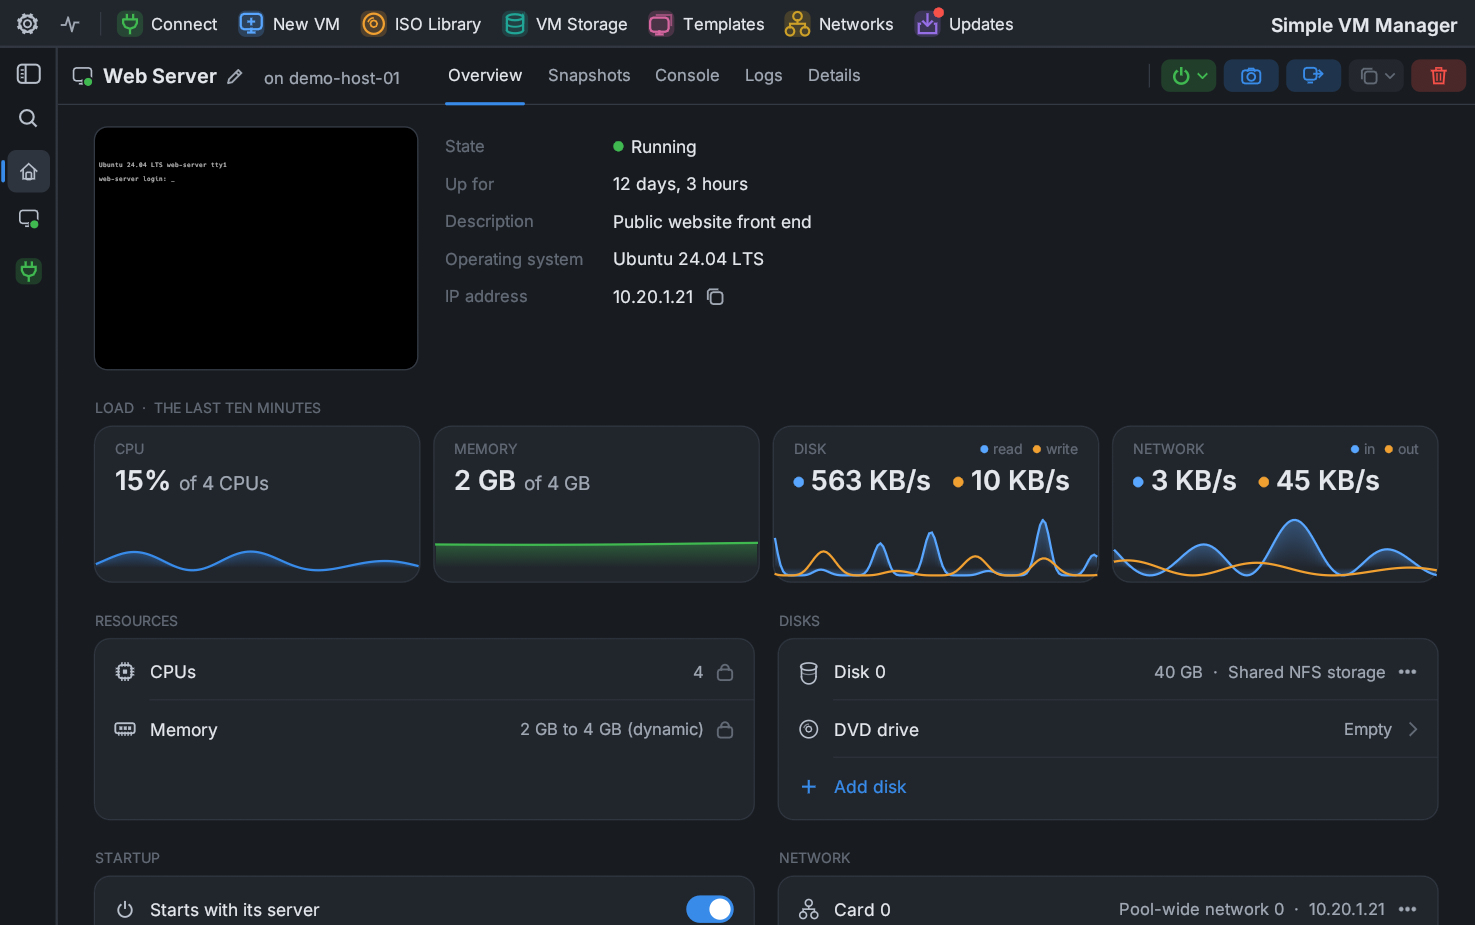 Connect New VM ISO Library VM Storage Templates Networks Updates Simple VM Manager
Web Server on demo-host-01 Overview Snapshots Console Logs Details
Ubuntu 24.04 LTS web-server tty1
web-server login: _
State Running
Up for 12 days, 3 hours
Description Public website front end
Operating system Ubuntu 24.04 LTS
IP address 10.20.1.21
LOAD · THE LAST TEN MINUTES
CPU
15% of 4 CPUs
MEMORY
2 GB of 4 GB
DISK read write
563 KB/s 10 KB/s
NETWORK in out
3 KB/s 45 KB/s
RESOURCES
CPUs 4
Memory 2 GB to 4 GB (dynamic)
DISKS
Disk 0 40 GB · Shared NFS storage
DVD drive Empty
Add disk
STARTUP
Starts with its server
NETWORK
Card 0 Pool-wide network 0 · 10.20.1.21